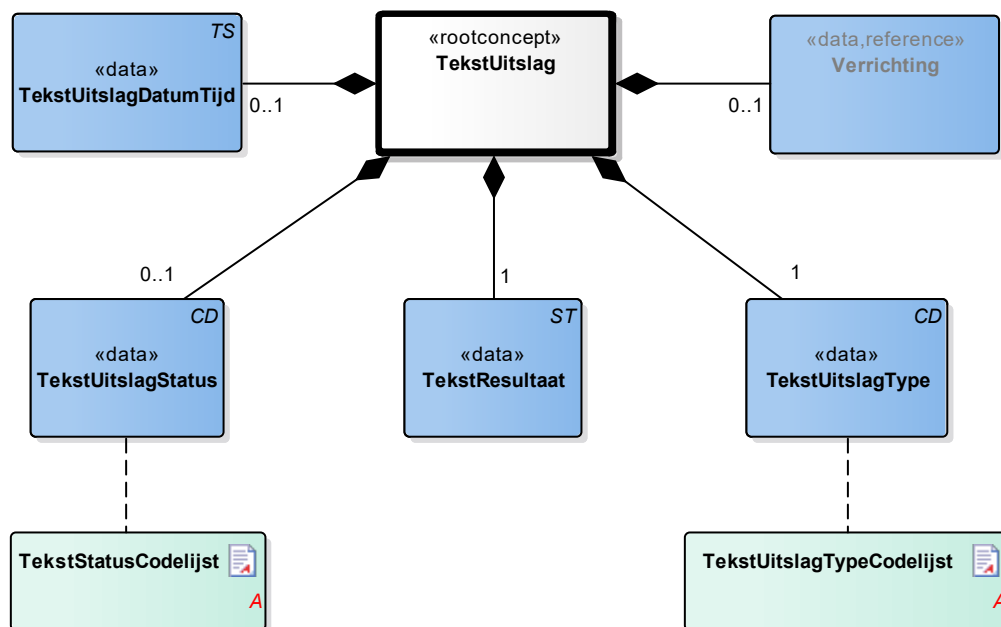 TS
«data»
TekstUitslagDatumTijd
0..1
«rootconcept»
TekstUitslag
«data,reference»
Verrichting
0..1
0..1
1
1
CD
«data»
TekstUitslagStatus
ST
«data»
TekstResultaat
CD
«data»
TekstUitslagType
TekstStatusCodelijst
A
TekstUitslagTypeCodelijst
A